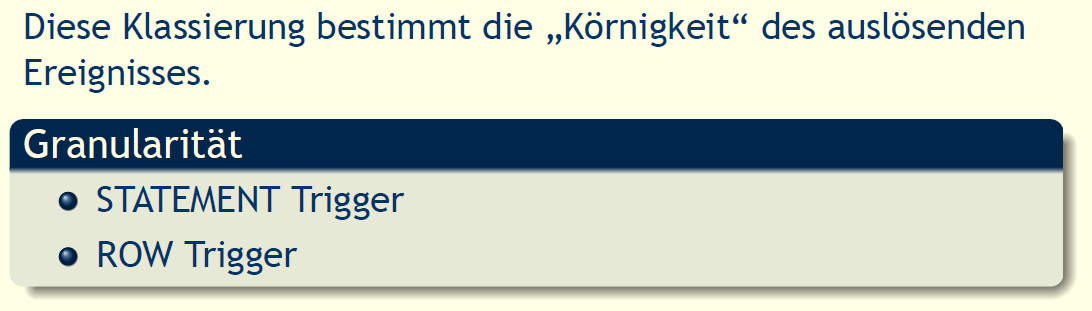 Diese Klassierung bestimmt die „Körnigkeit“ des auslösenden
Ereignisses.
Granularität
STATEMENT Trigger
ROW Trigger